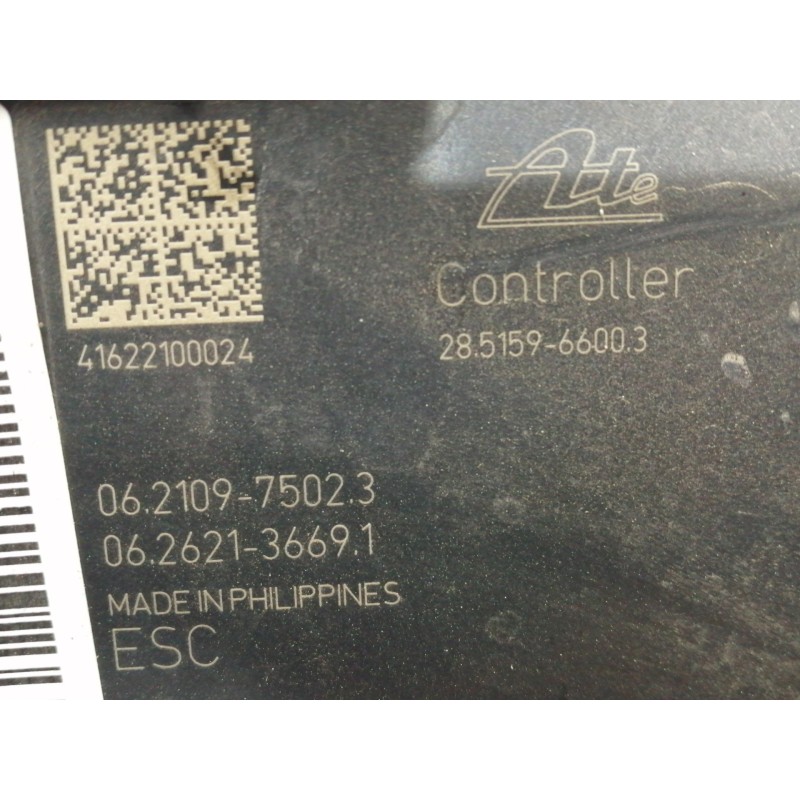 Ate
Controller
41622100024
28.5159-6600.3
06.2109-7502.3
06.2621-3669.1
MADE IN PHILIPPINES
ESC